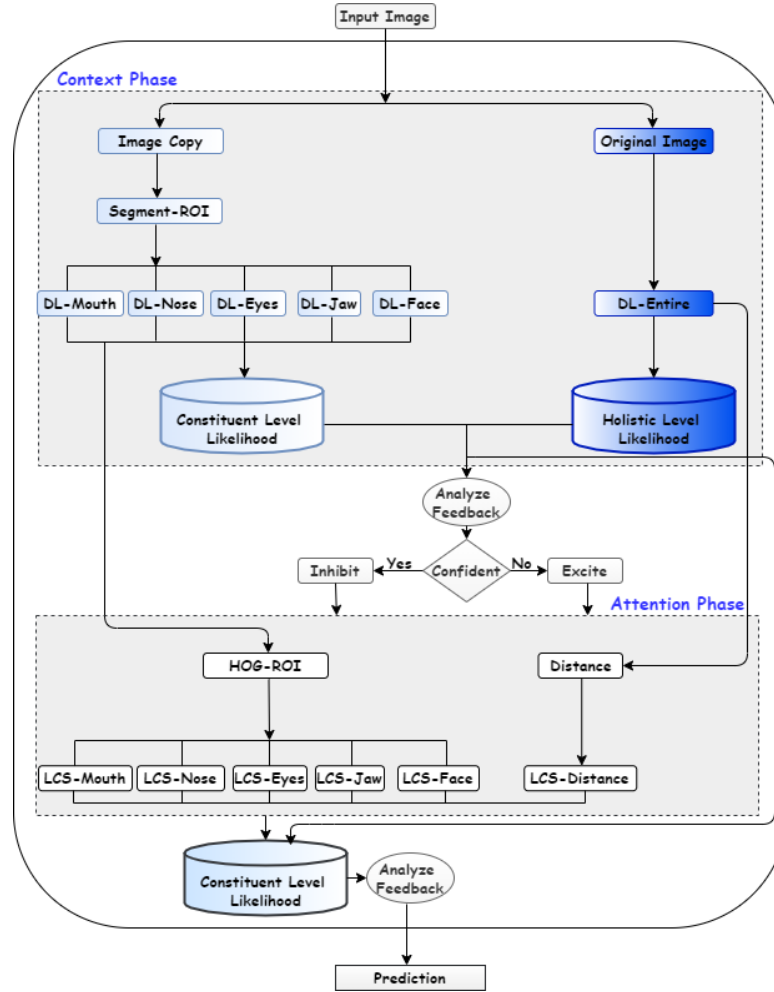 Input Image
Context Phase
Image Copy
Original Image
Segment-ROI
DL-Mouth
DL-Nose
DL-Eyes
DL-Jaw
DL-Face
DL-Entire
Constituent Level
Likelihood
Holistic Level
Likelihood
Analyze
Feedback
Inhibit
Yes
Confident
No
Excite
Attention Phase
HOG-ROI
Distance
LCS-Mouth
LCS-Nose
LCS-Eyes
LCS-Jaw
LCS-Face
LCS-Distance
Constituent Level
Likelihood
Analyze
Feedback
Prediction